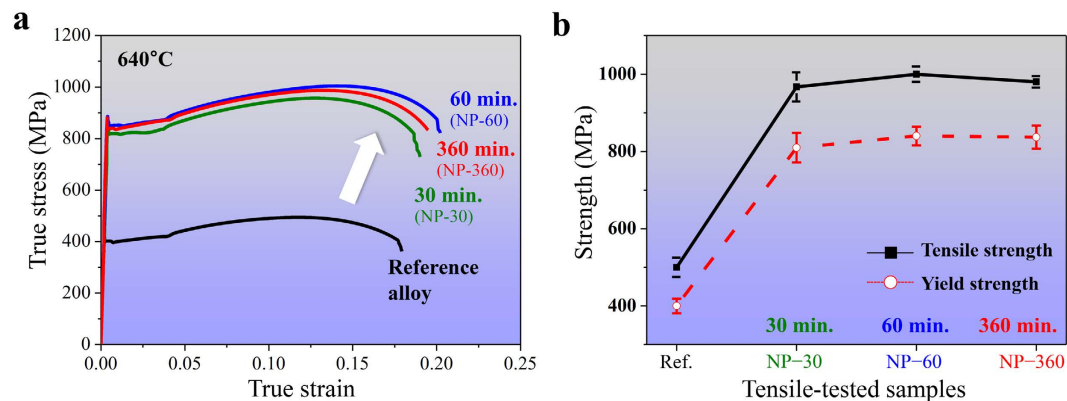 a
1200
1000
800
600
400
200
0
True stress (MPa)
640°C
60 min.
(NP-60)
360 min.
(NP-360)
30 min.
(NP-30)
Reference
alloy
0.00
0.05
0.10
0.15
0.20
0.25
True strain
b
1000
800
600
400
Strength (MPa)
Tensile strength
Yield strength
30 min.
60 min.
360 min.
Ref.
NP−30
NP−60
NP−360
Tensile-tested samples